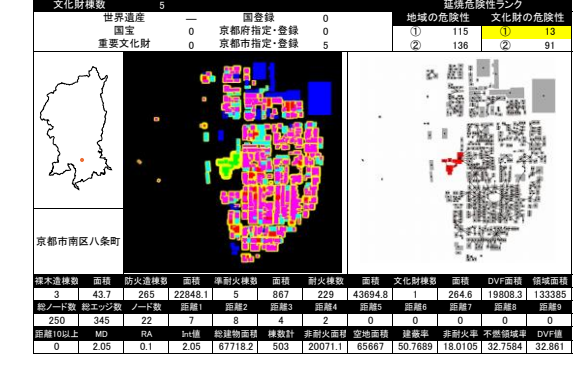 文化財棟数 5 延焼危険性ランク
世界遺産 — 国登録 0 地域の危険性 文化財の危険性
国宝 0 京都府指定・登録 0 ① 115 ① 13
重要文化財 0 京都市指定・登録 5 ② 136 ② 91
京都市南区八条町
裸木造棟数 面積 防火造棟数 面積 準耐火棟数 面積 耐火棟数 面積 文化財棟数 面積 DVF面積 領域面積
3 43.7 265 22848.1 5 867 229 43694.8 1 264.6 19808.3 133385
総ノード数 総エッジ数 ノード数 距離1 距離2 距離3 距離4 距離5 距離6 距離7 距離8 距離9
250 345 22 7 8 4 2 0 0 0 0 0
距離10以上 MD RA Int値 総建物面積 棟数計 非耐火面積 空地面積 建蔽率 非耐火率 不燃領域率 DVF値
0 2.05 0.1 2.05 67718.2 503 20071.1 65667 50.7689 18.0105 32.7584 32.861